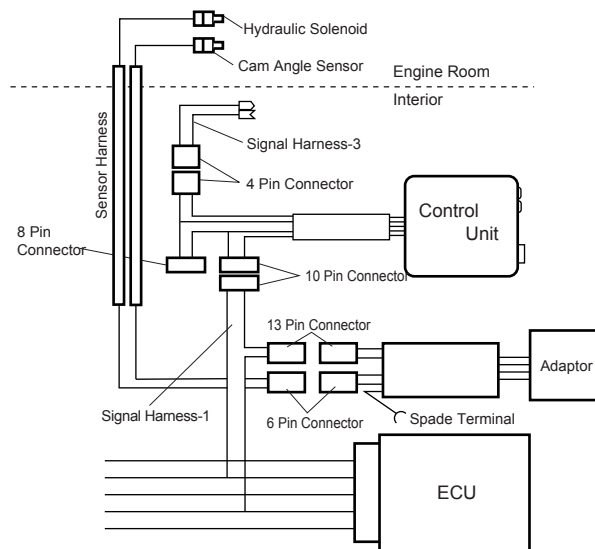 Hydraulic Solenoid
Cam Angle Sensor
Engine Room
Interior
Sensor Harness
Signal Harness-3
4 Pin Connector
Control
Unit
8 Pin
Connector
10 Pin Connector
13 Pin Connector
Adaptor
Signal Harness-1
6 Pin Connector
Spade Terminal
ECU